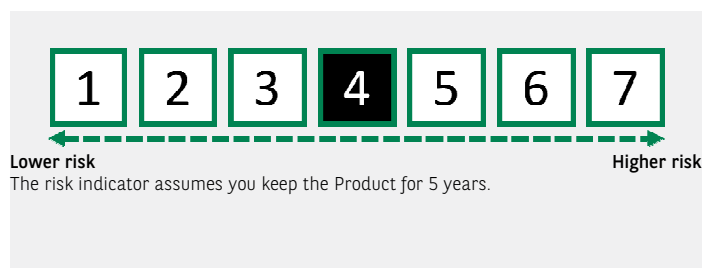 1 2 3 4 5 6 7
Lower risk Higher risk
The risk indicator assumes you keep the Product for 5 years.